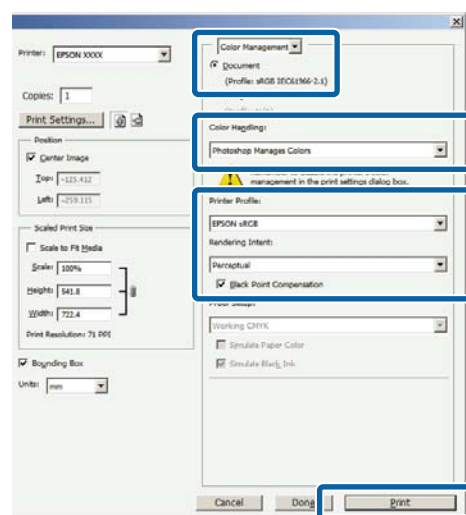 Printer: EPSON XXXX
Copies: 1
Print Settings...
Position
Center Image
Top: -125.412
Left: -259.115
Scaled Print Size
Scale to Fit Media
Scale: 100%
Height: 541.8
Width: 722.4
Print Resolution: 71 PPI
Bounding Box
Units: mm
Color Management
Document
(Profile: sRGB IEC61966-2.1)
Color Handling:
Photoshop Manages Colors
management in the print settings dialog box.
Printer Profile:
EPSON sRGB
Rendering Intent:
Perceptual
Black Point Compensation
Working CMYK
Simulate Paper Color
Simulate Black Ink
Cancel
Done
Print